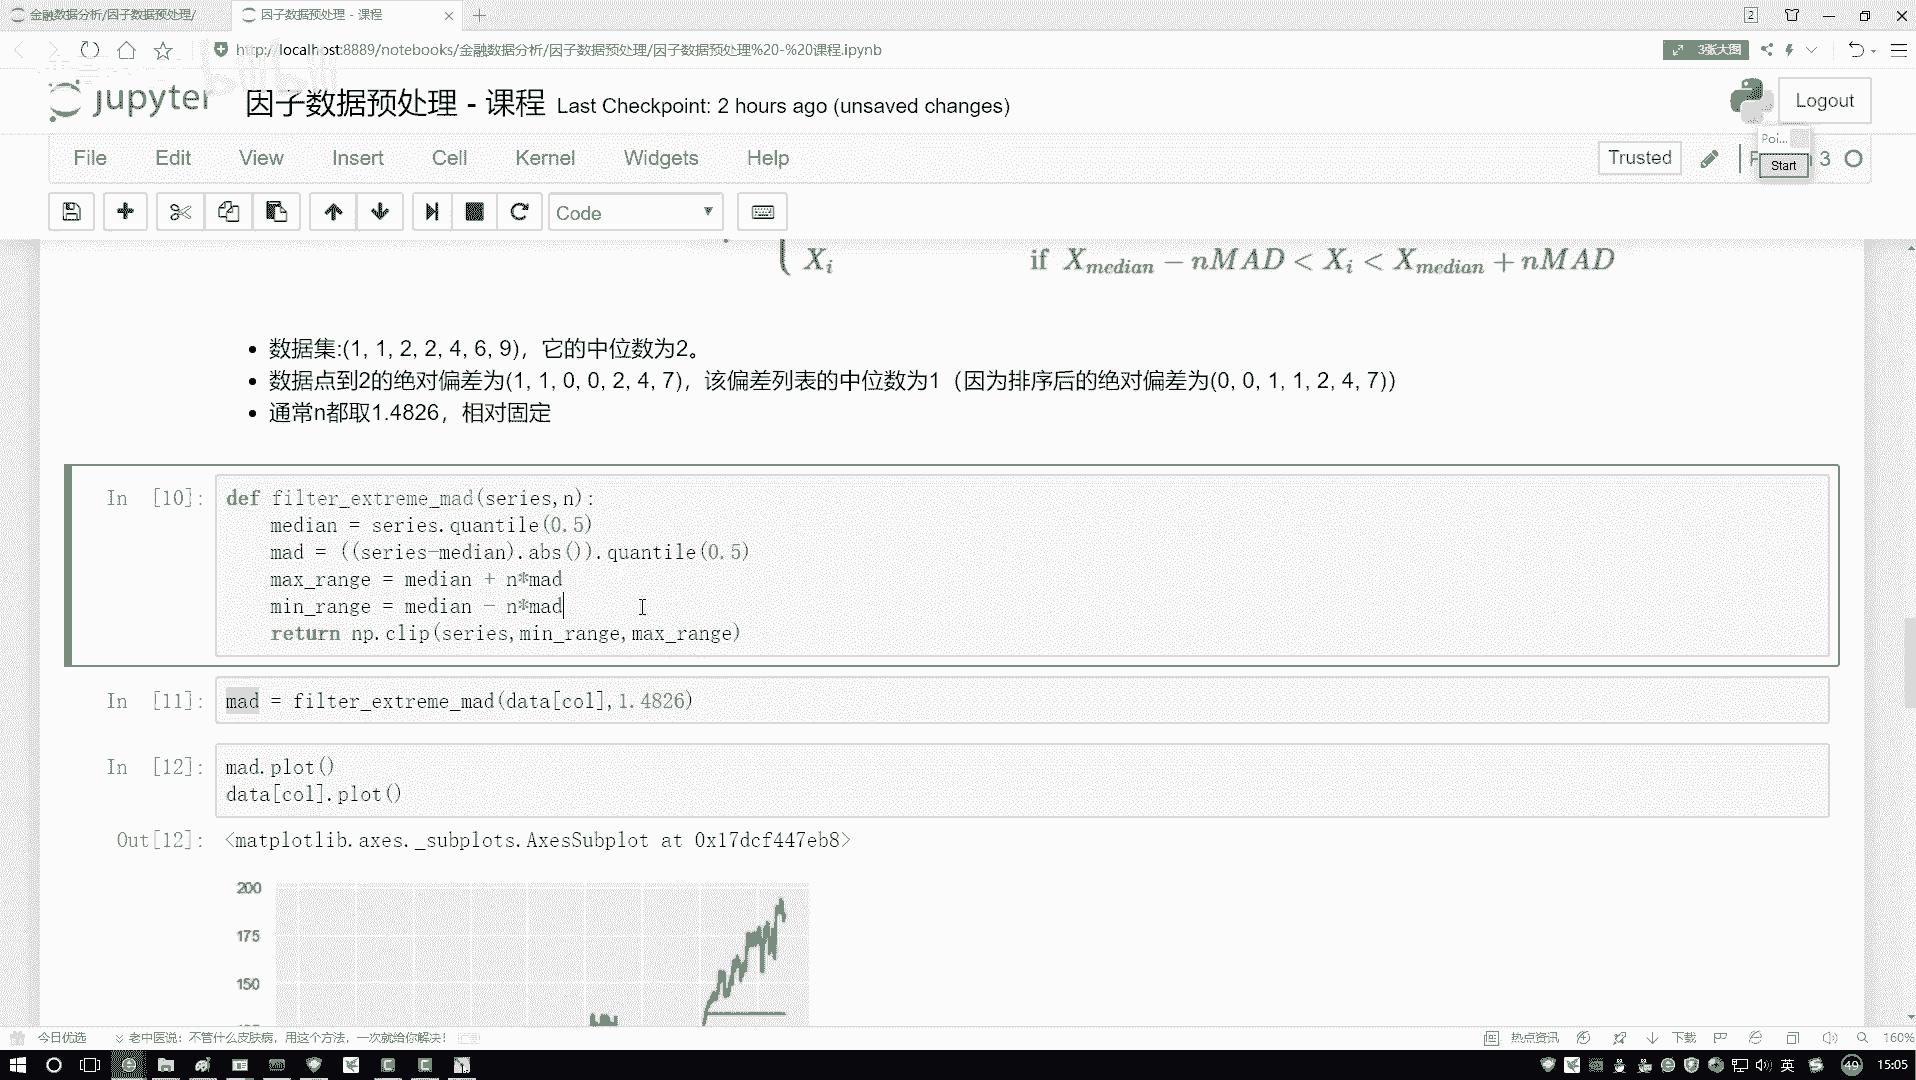 金融数据分析/因子数据预处理/
因子数据预处理 - 课程
2
http://localhost:8889/notebooks/金融数据分析/因子数据预处理/因子数据预处理%20-%20课程.ipynb
3张大图
jupyter
因子数据预处理 - 课程 Last Checkpoint: 2 hours ago (unsaved changes)
Logout
File Edit View Insert Cell Kernel Widgets Help
Trusted
3
Poi...
Start
Code
X_i if X_median − nMAD < X_i < X_median + nMAD
数据集:(1, 1, 2, 2, 4, 6, 9)，它的中位数为2。
数据点到2的绝对偏差为(1, 1, 0, 0, 2, 4, 7)，该偏差列表的中位数为1（因为排序后的绝对偏差为(0, 0, 1, 1, 2, 4, 7)）
通常n都取1.4826，相对固定
In [10]:
def filter_extreme_mad(series,n):
median = series.quantile(0.5)
mad = ((series-median).abs()).quantile(0.5)
max_range = median + n*mad
min_range = median - n*mad
return np.clip(series,min_range,max_range)
In [11]:
mad = filter_extreme_mad(data[col],1.4826)
In [12]:
mad.plot()
data[col].plot()
Out[12]:
<matplotlib.axes._subplots.AxesSubplot at 0x17dcf447eb8>
200
175
150
今日优选
老中医说：不管什么皮肤病，用这个方法，一次就给你解决!
热点资讯
下载
160%
英
49
15:05